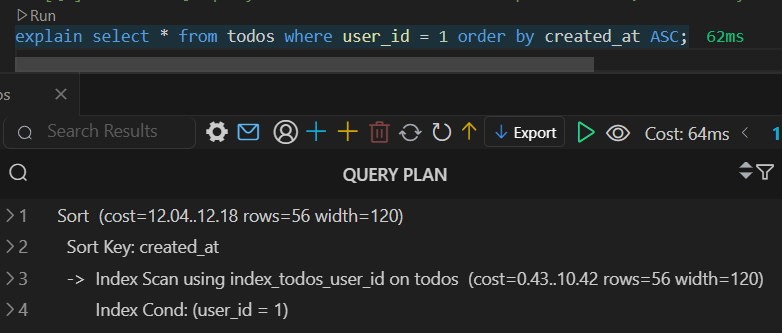 Run
explain select * from todos where user_id = 1 order by created_at ASC; 62ms
os
Search Results Export Cost: 64ms 1
QUERY PLAN
1 Sort (cost=12.04..12.18 rows=56 width=120)
2 Sort Key: created_at
3 -> Index Scan using index_todos_user_id on todos (cost=0.43..10.42 rows=56 width=120)
4 Index Cond: (user_id = 1)